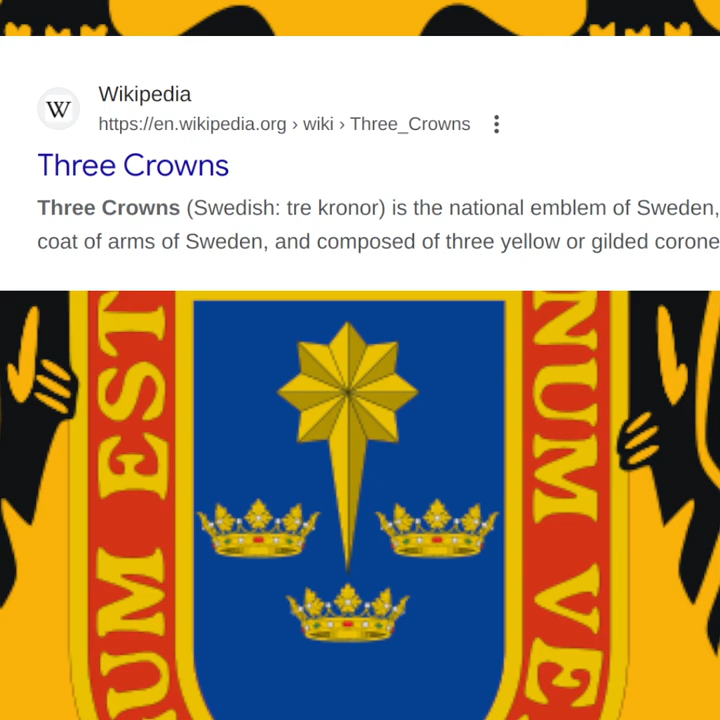 Wikipedia
https://en.wikipedia.org › wiki › Three_Crowns
Three Crowns
Three Crowns (Swedish: tre kronor) is the national emblem of Sweden,
coat of arms of Sweden, and composed of three yellow or gilded corone
UM EST
NUM VE